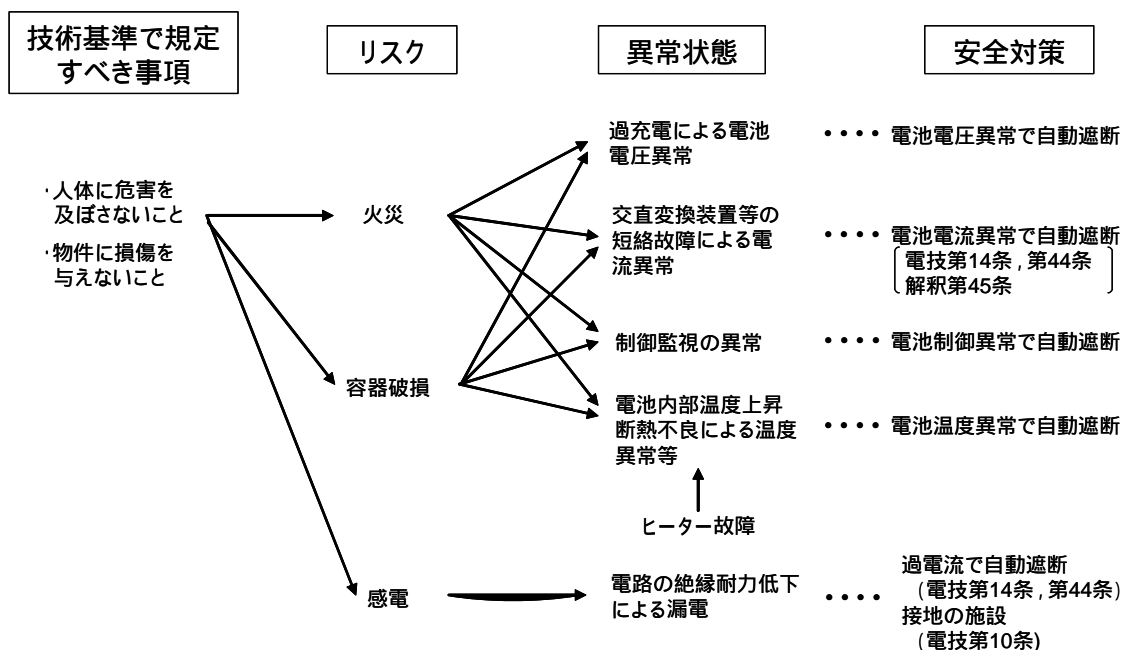 技術基準で規定
すべき事項
リスク
異常状態
安全対策
・人体に危害を
及ぼさないこと
・物件に損傷を
与えないこと
火災
容器破損
感電
過充電による電池
電圧異常
交直変換装置等の
短絡故障による電
流異常
制御監視の異常
電池内部温度上昇
断熱不良による温度
異常等
ヒーター故障
電路の絶縁耐力低下
による漏電
・・・・ 電池電圧異常で自動遮断
・・・・ 電池電流異常で自動遮断
電技第14条，第44条
解釈第45条
・・・・ 電池制御異常で自動遮断
・・・・ 電池温度異常で自動遮断
・・・・ 過電流で自動遮断
（電技第14条，第44条）
接地の施設
（電技第10条)